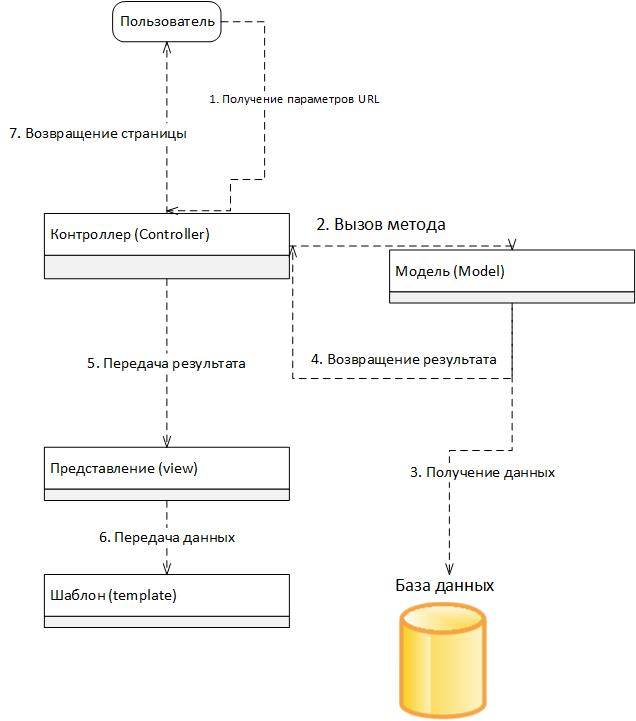 Пользователь
1. Получение параметров URL
7. Возвращение страницы
2. Вызов метода
Контроллер (Controller)
Модель (Model)
4. Возвращение результата
5. Передача результата
Представление (view)
3. Получение данных
6. Передача данных
База данных
Шаблон (template)